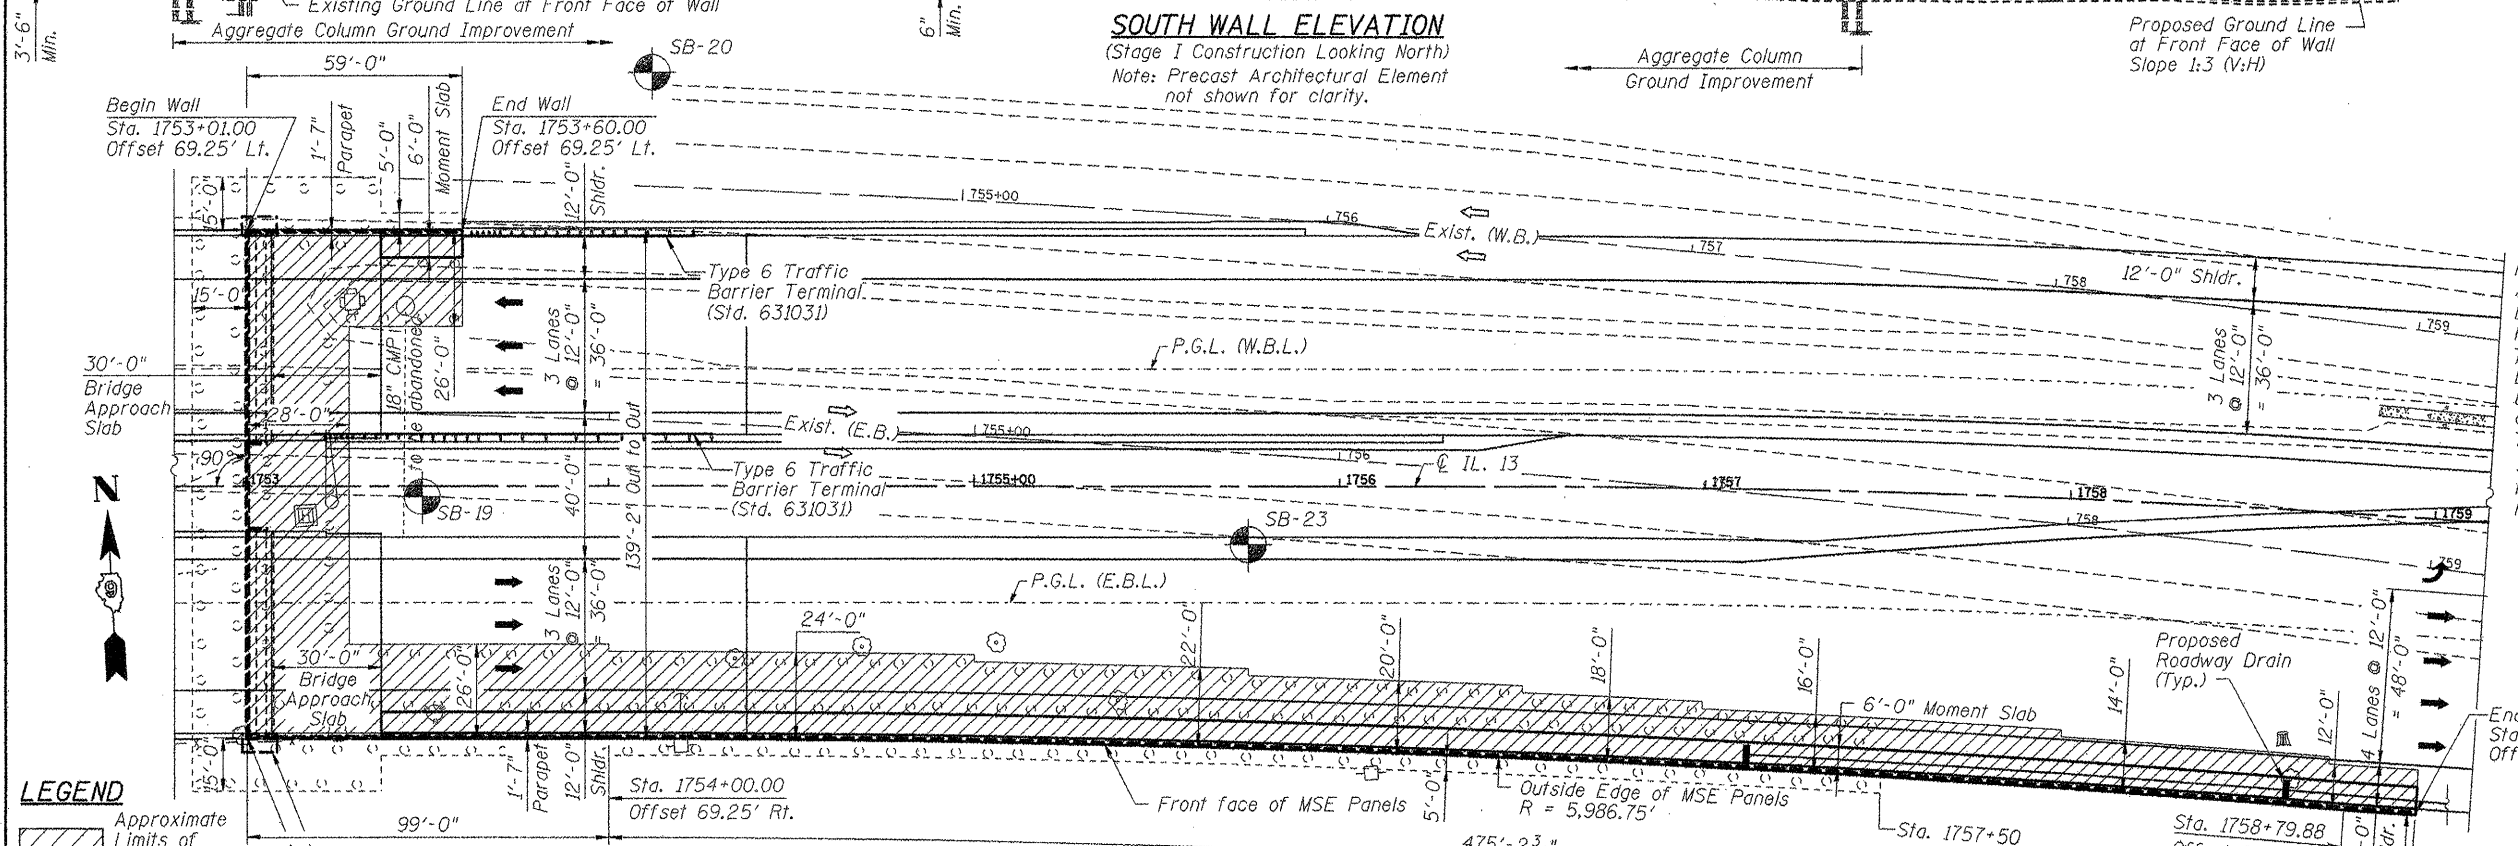 3'-6"
Min.
Existing Ground Line at Front Face of Wall
Aggregate Column Ground Improvement
6"
Min.
SOUTH WALL ELEVATION
(Stage I Construction Looking North)
Note: Precast Architectural Element
not shown for clarity.
Aggregate Column
Ground Improvement
Proposed Ground Line
at Front Face of Wall
Slope 1:3 (V:H)
59'-0"
SB-20
Begin Wall
Sta. 1753+01.00
Offset 69.25' Lt.
1'-7"
Parapet
5'-0"
6'-0"
Moment Slab
End Wall
Sta. 1753+60.00
Offset 69.25' Lt.
12'-0"
Shldr.
15'-0"
755+00
756
Exist. (W.B.)
757
758
12'-0" Shldr.
759
15'-0"
Type 6 Traffic
Barrier Terminal
(Std. 631031)
3 Lanes
@ 12'-0"
= 36'-0"
3 Lanes
@ 12'-0"
= 36'-0"
P.G.L. (W.B.L.)
30'-0"
Bridge
Approach
Slab
18" CMP
to be abandoned
26'-0"
28'-0"
Exist. (E.B.)
755+00
756
90°
1753
Type 6 Traffic
Barrier Terminal
(Std. 631031)
139'-2" Out to Out
40'-0"
1755+00
1756
℄ IL. 13
1757
1758
758
1759
759
N
SB-19
SB-23
P.G.L. (E.B.L.)
3 Lanes
@ 12'-0"
= 36'-0"
24'-0"
22'-0"
20'-0"
18'-0"
16'-0"
14'-0"
12'-0"
4 Lanes @ 12'-0"
= 48'-0"
Proposed
Roadway Drain
(Typ.)
30'-0"
Bridge
Approach
Slab
26'-0"
6'-0" Moment Slab
15'-0"
1'-7"
Parapet
12'-0"
Shldr.
Sta. 1754+00.00
Offset 69.25' Rt.
Front face of MSE Panels
5'-0"
Outside Edge of MSE Panels
R = 5,986.75'
Sta. 1757+50
Sta. 1758+79.88
LEGEND
Approximate
Limits of
99'-0"